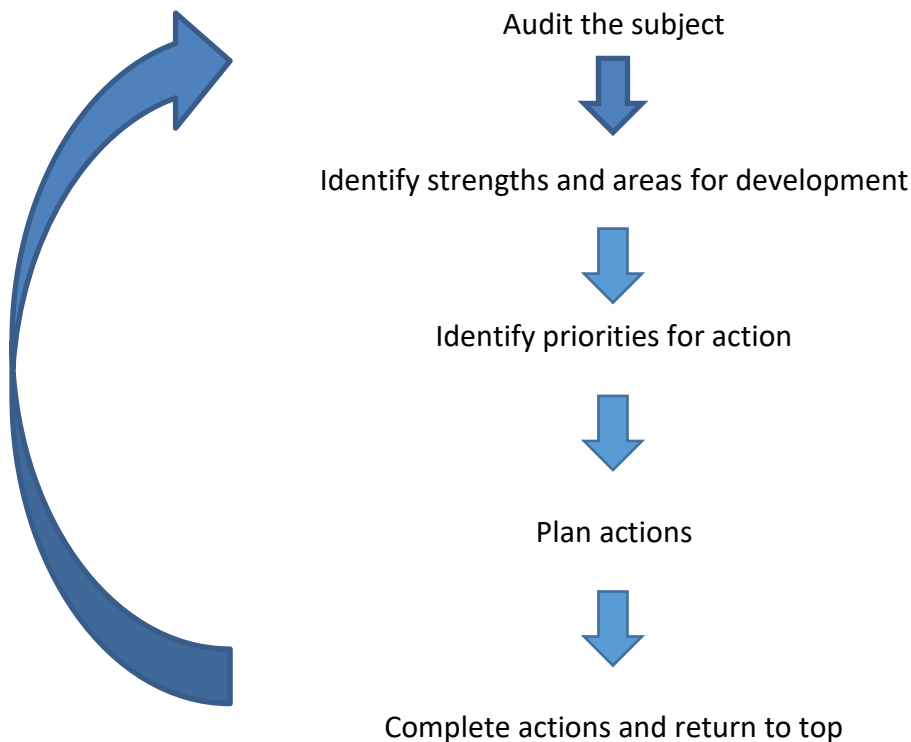 Audit the subject
Identify strengths and areas for development
Identify priorities for action
Plan actions
Complete actions and return to top